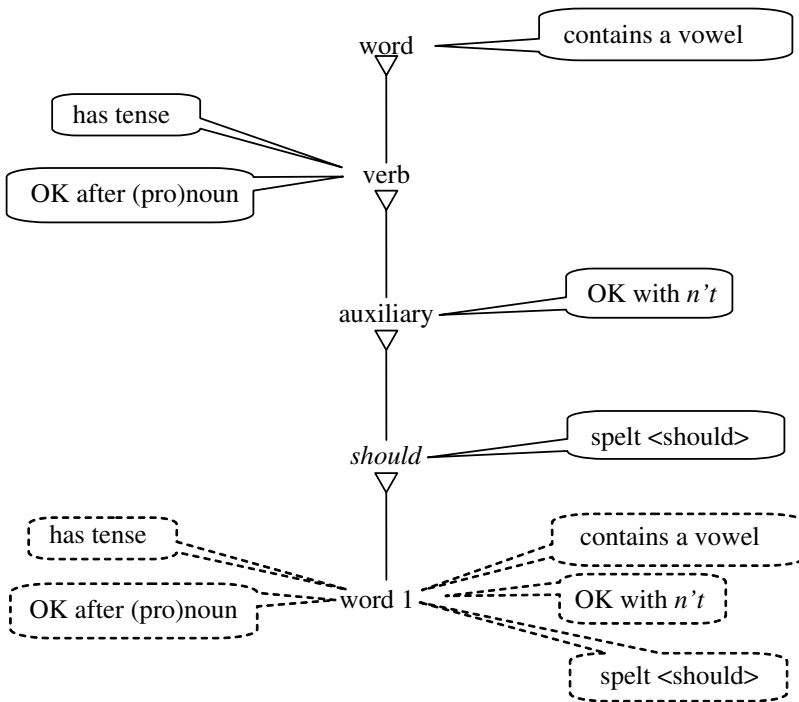 word
contains a vowel
has tense
verb
OK after (pro)noun
OK with n't
auxiliary
spelt <should>
should
has tense
contains a vowel
OK after (pro)noun
word 1
OK with n't
spelt <should>